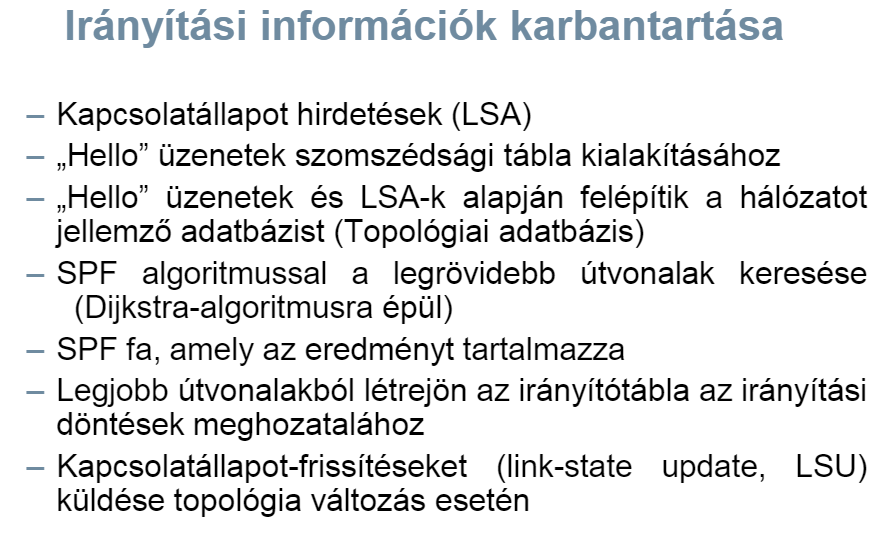 Irányítási információk karbantartása
– Kapcsolatállapot hirdetések (LSA)
– „Hello” üzenetek szomszédsági tábla kialakításához
– „Hello” üzenetek és LSA-k alapján felépítik a hálózatot
jellemző adatbázist (Topológiai adatbázis)
– SPF algoritmussal a legrövidebb útvonalak keresése
(Dijkstra-algoritmusra épül)
– SPF fa, amely az eredményt tartalmazza
– Legjobb útvonalakból létrejön az irányítótábla az irányítási
döntések meghozatalához
– Kapcsolatállapot-frissítéseket (link-state update, LSU)
küldése topológia változás esetén